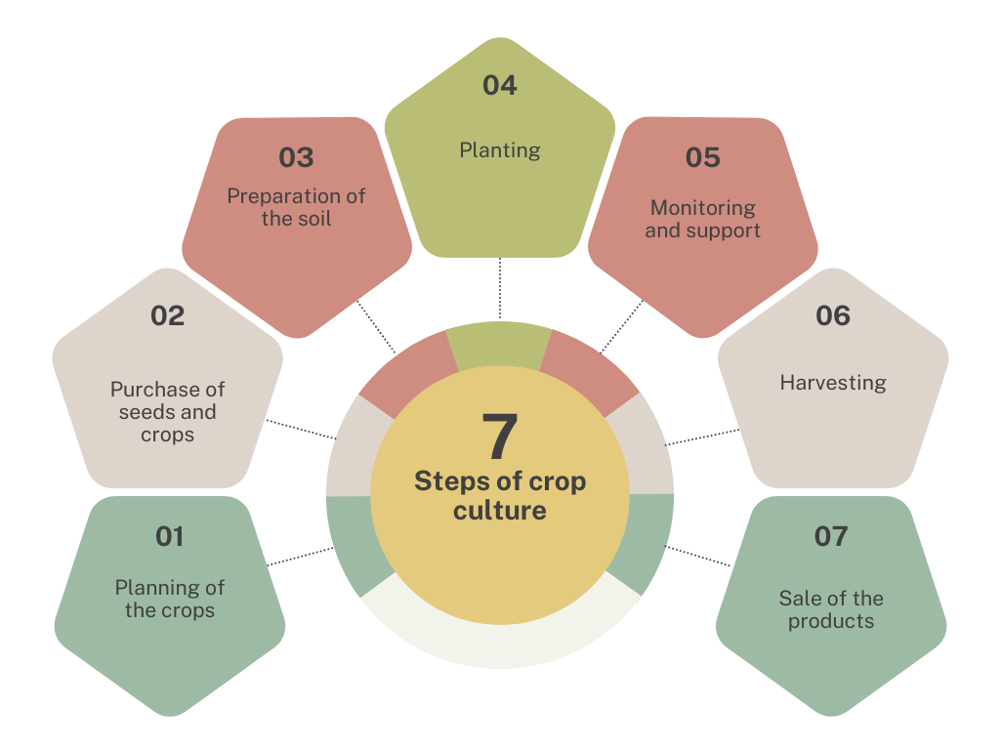 04
Planting
03
Preparation of
the soil
05
Monitoring
and support
02
Purchase of
seeds and
crops
06
Harvesting
7
Steps of crop
culture
01
Planning of
the crops
07
Sale of the
products